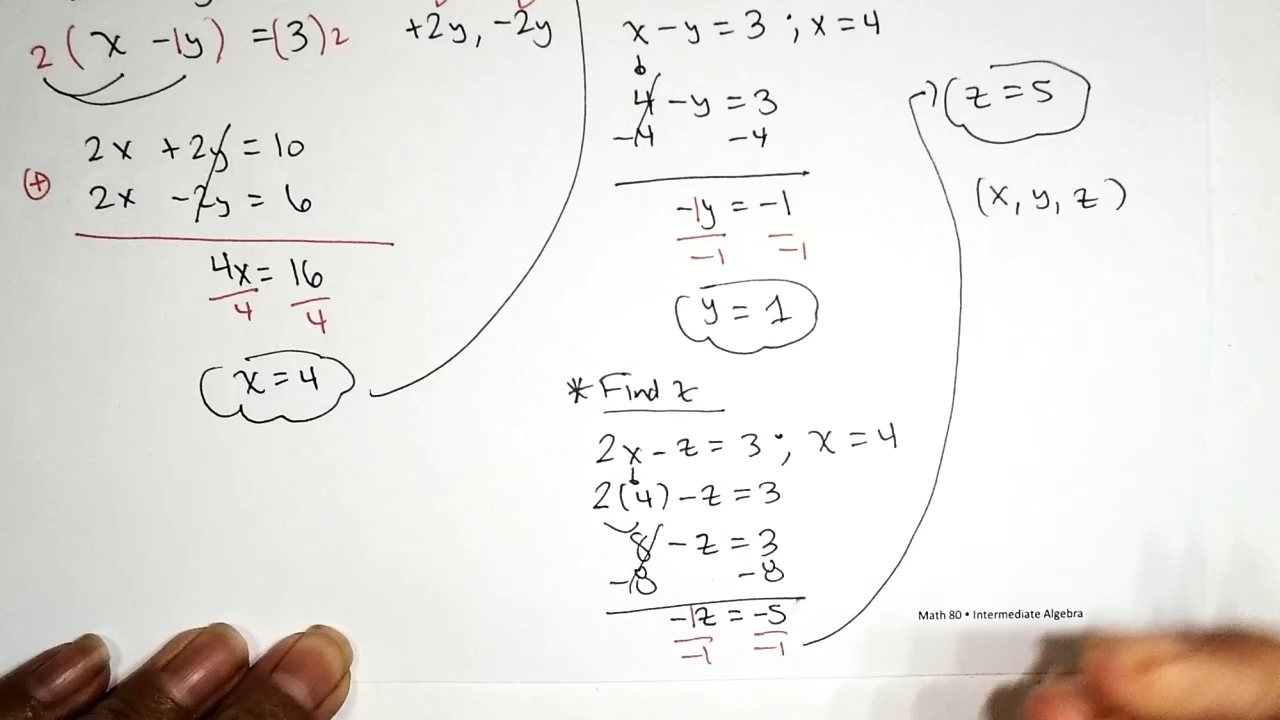 2(x -1y) = (3)2 +2y, -2y
2x +2y = 10
⊕ 2x -2y = 6
4x = 16
4 4
x = 4
x - y = 3 ; x = 4
4 - y = 3
-4 -4
-1y = -1
-1 -1
y = 1
* Find z
2x - z = 3 ; x = 4
2(4) - z = 3
8 - z = 3
-8 -8
-1z = -5
-1 -1
z = 5
(x, y, z)
Math 80 • Intermediate Algebra